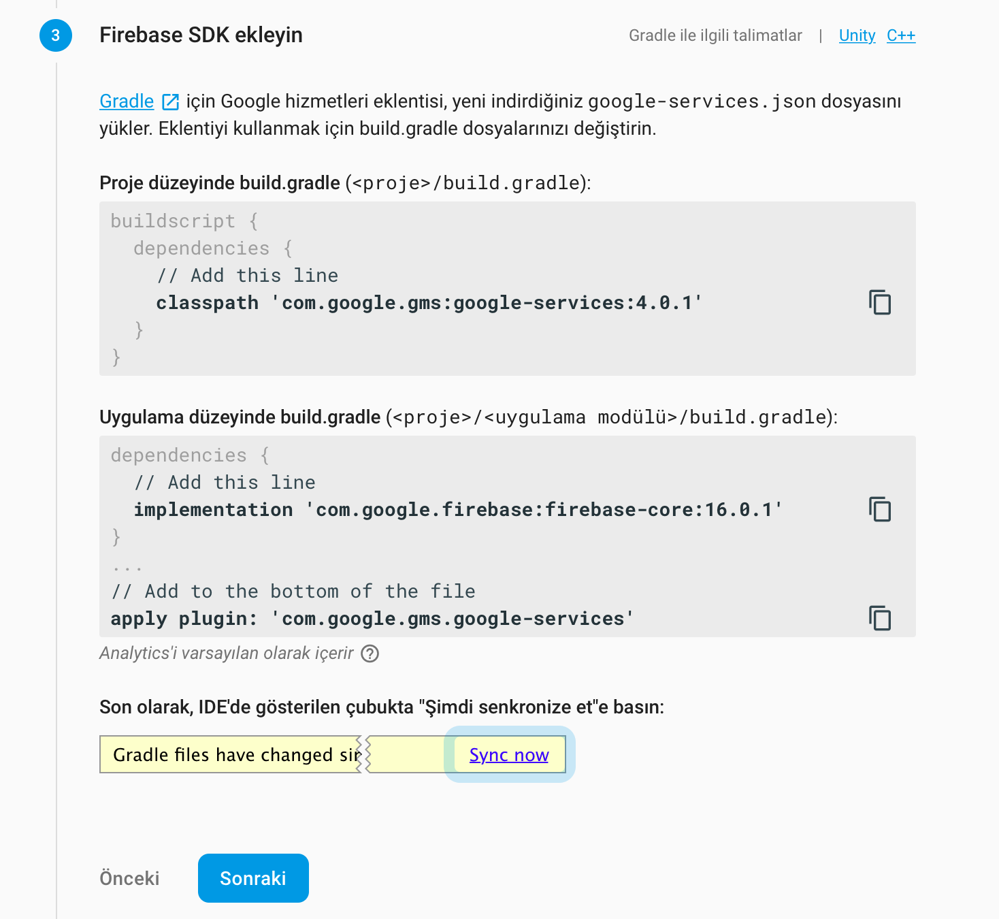 3
Firebase SDK ekleyin
Gradle ile ilgili talimatlar | Unity C++
Gradle için Google hizmetleri eklentisi, yeni indirdiğiniz google-services.json dosyasını
yükler. Eklentiyi kullanmak için build.gradle dosyalarınızı değiştirin.
Proje düzeyinde build.gradle (<proje>/build.gradle):
buildscript {
  dependencies {
    // Add this line
    classpath 'com.google.gms:google-services:4.0.1'
  }
}
Uygulama düzeyinde build.gradle (<proje>/<uygulama modülü>/build.gradle):
dependencies {
  // Add this line
  implementation 'com.google.firebase:firebase-core:16.0.1'
}
...
// Add to the bottom of the file
apply plugin: 'com.google.gms.google-services'
Analytics'i varsayılan olarak içerir ?
Son olarak, IDE'de gösterilen çubukta "Şimdi senkronize et"e basın:
Gradle files have changed sin Sync now
Önceki Sonraki